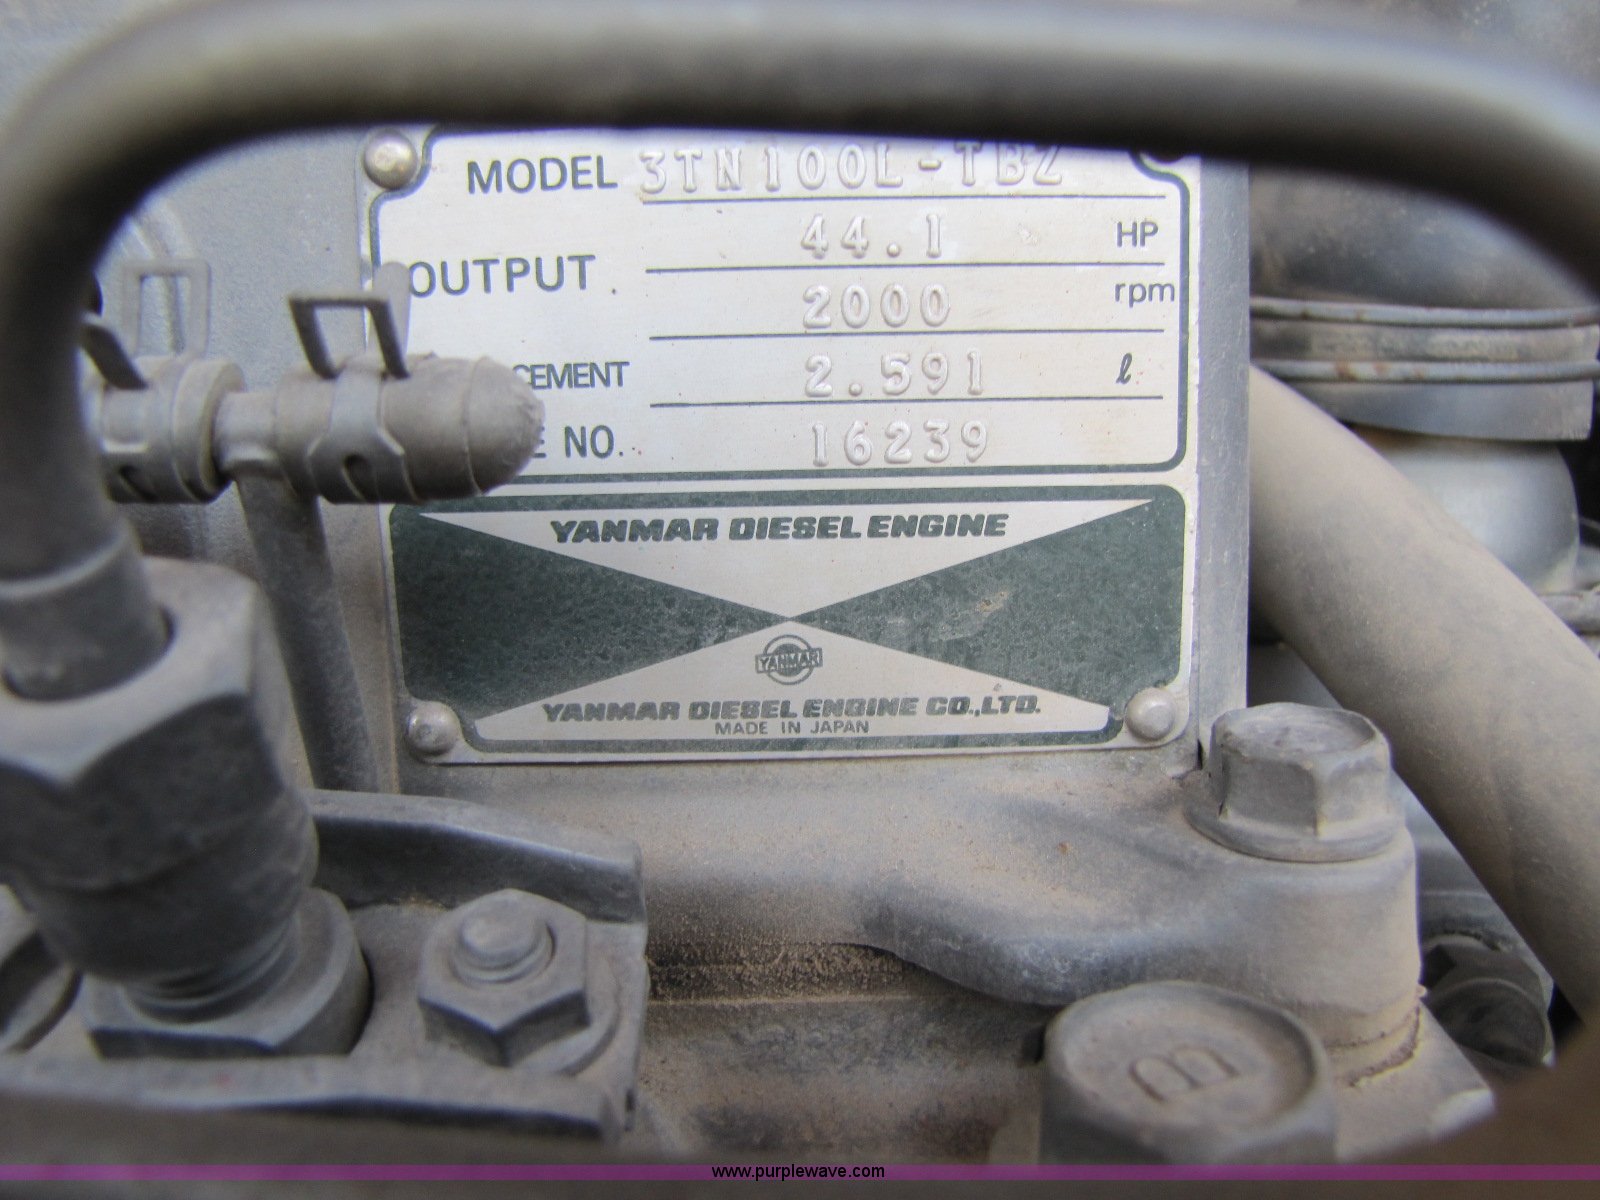 MODEL 3TN100L-TBZ
44.1 HP
OUTPUT
2000 rpm
CEMENT 2.591 ℓ
E NO. 16239
YANMAR DIESEL ENGINE
YANMAR
YANMAR DIESEL ENGINE CO.,LTD.
MADE IN JAPAN
B
www.purplewave.com